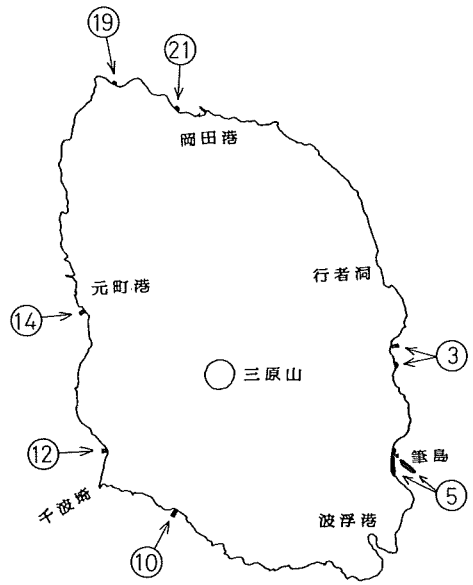 ⑲
㉑
岡田港
行者洞
元町港
⑭
③
三原山
⑫
筆島
⑤
千波埼
波浮港
⑩